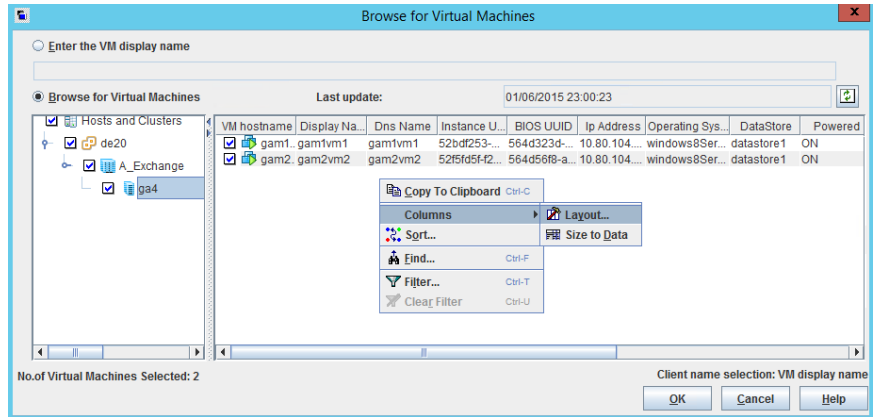 Browse for Virtual Machines
x
Enter the VM display name
Browse for Virtual Machines Last update: 01/06/2015 23:00:23
Hosts and Clusters
de20
A_Exchange
ga4
VM hostname Display Na... Dns Name Instance U... BIOS UUID Ip Address Operating Sys... DataStore Powered
gam1.. gam1vm1 gam1vm1 52bdf253-... 564d323d-... 10.80.104.... windows8Ser... datastore1 ON
gam2. gam2vm2 gam2vm2 52f5fd5f-f2... 564d56f8-a... 10.80.104.... windows8Ser... datastore1 ON
Copy To Clipboard Ctrl-C
Columns
Layout...
Sort...
Size to Data
Find... Ctrl-F
Filter... Ctrl-T
Clear Filter Ctrl-U
No.of Virtual Machines Selected: 2
Client name selection: VM display name
OK Cancel Help